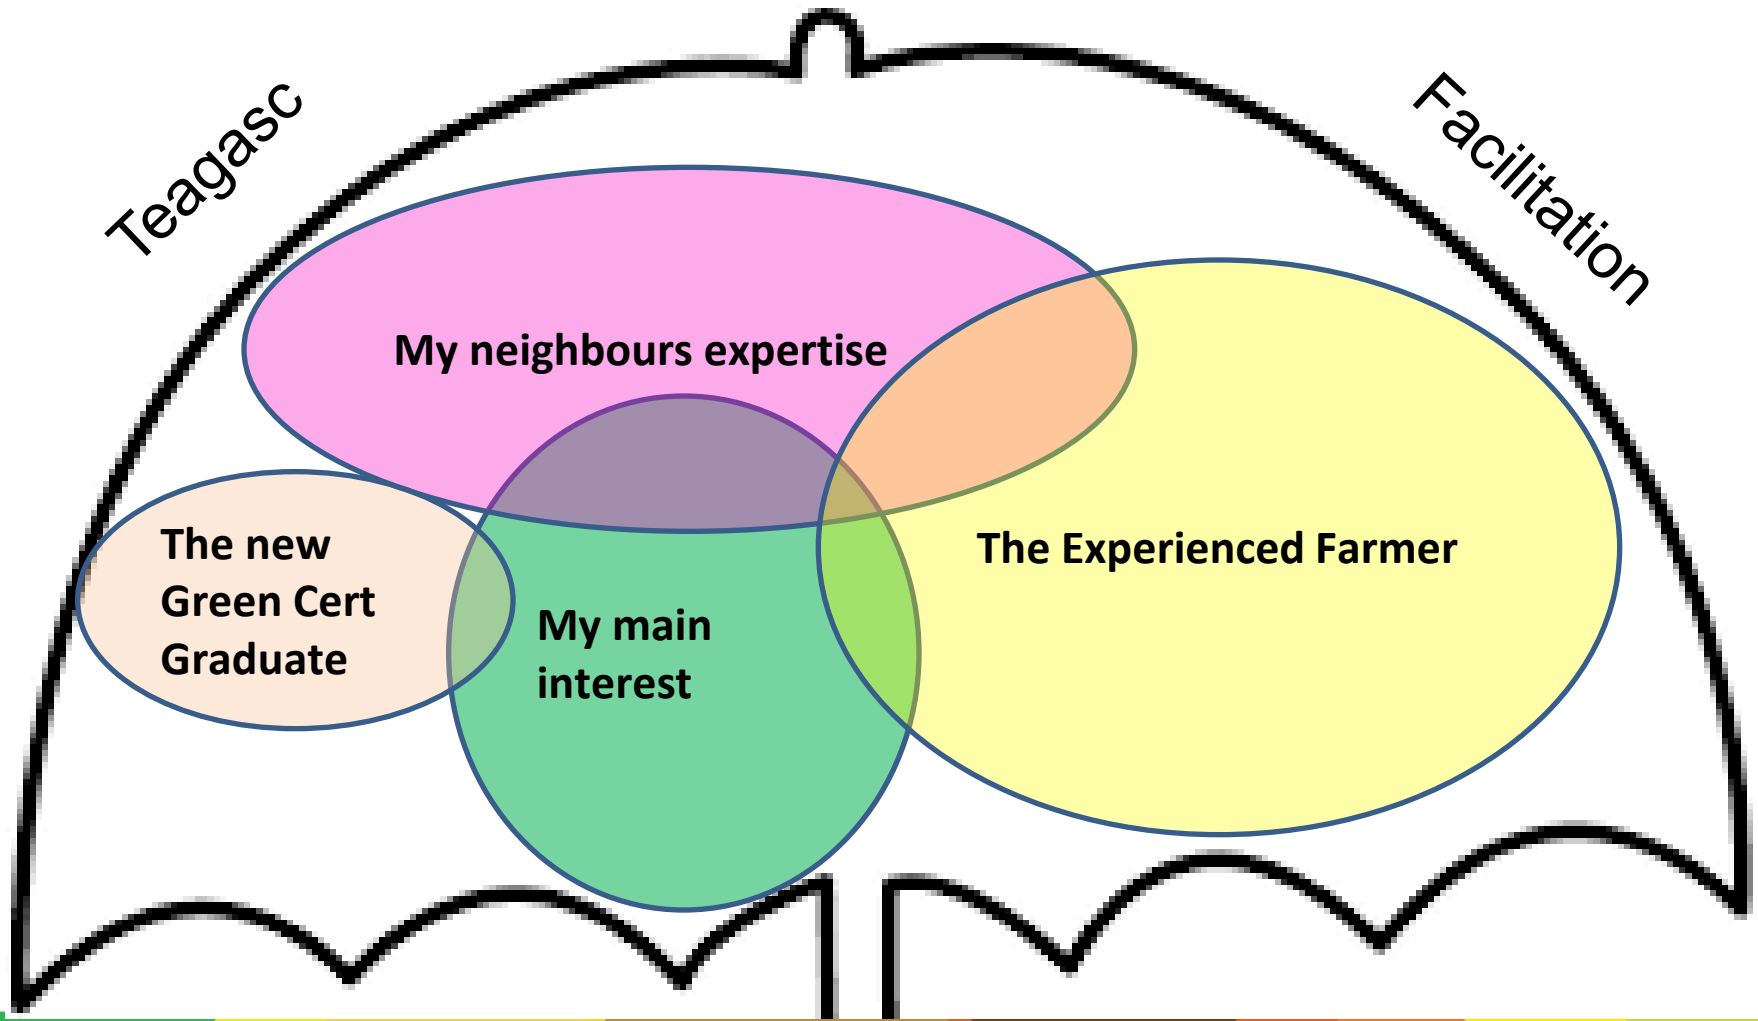 Teagasc
Facilitation
My neighbours expertise
The new
Green Cert
Graduate
My main
interest
The Experienced Farmer